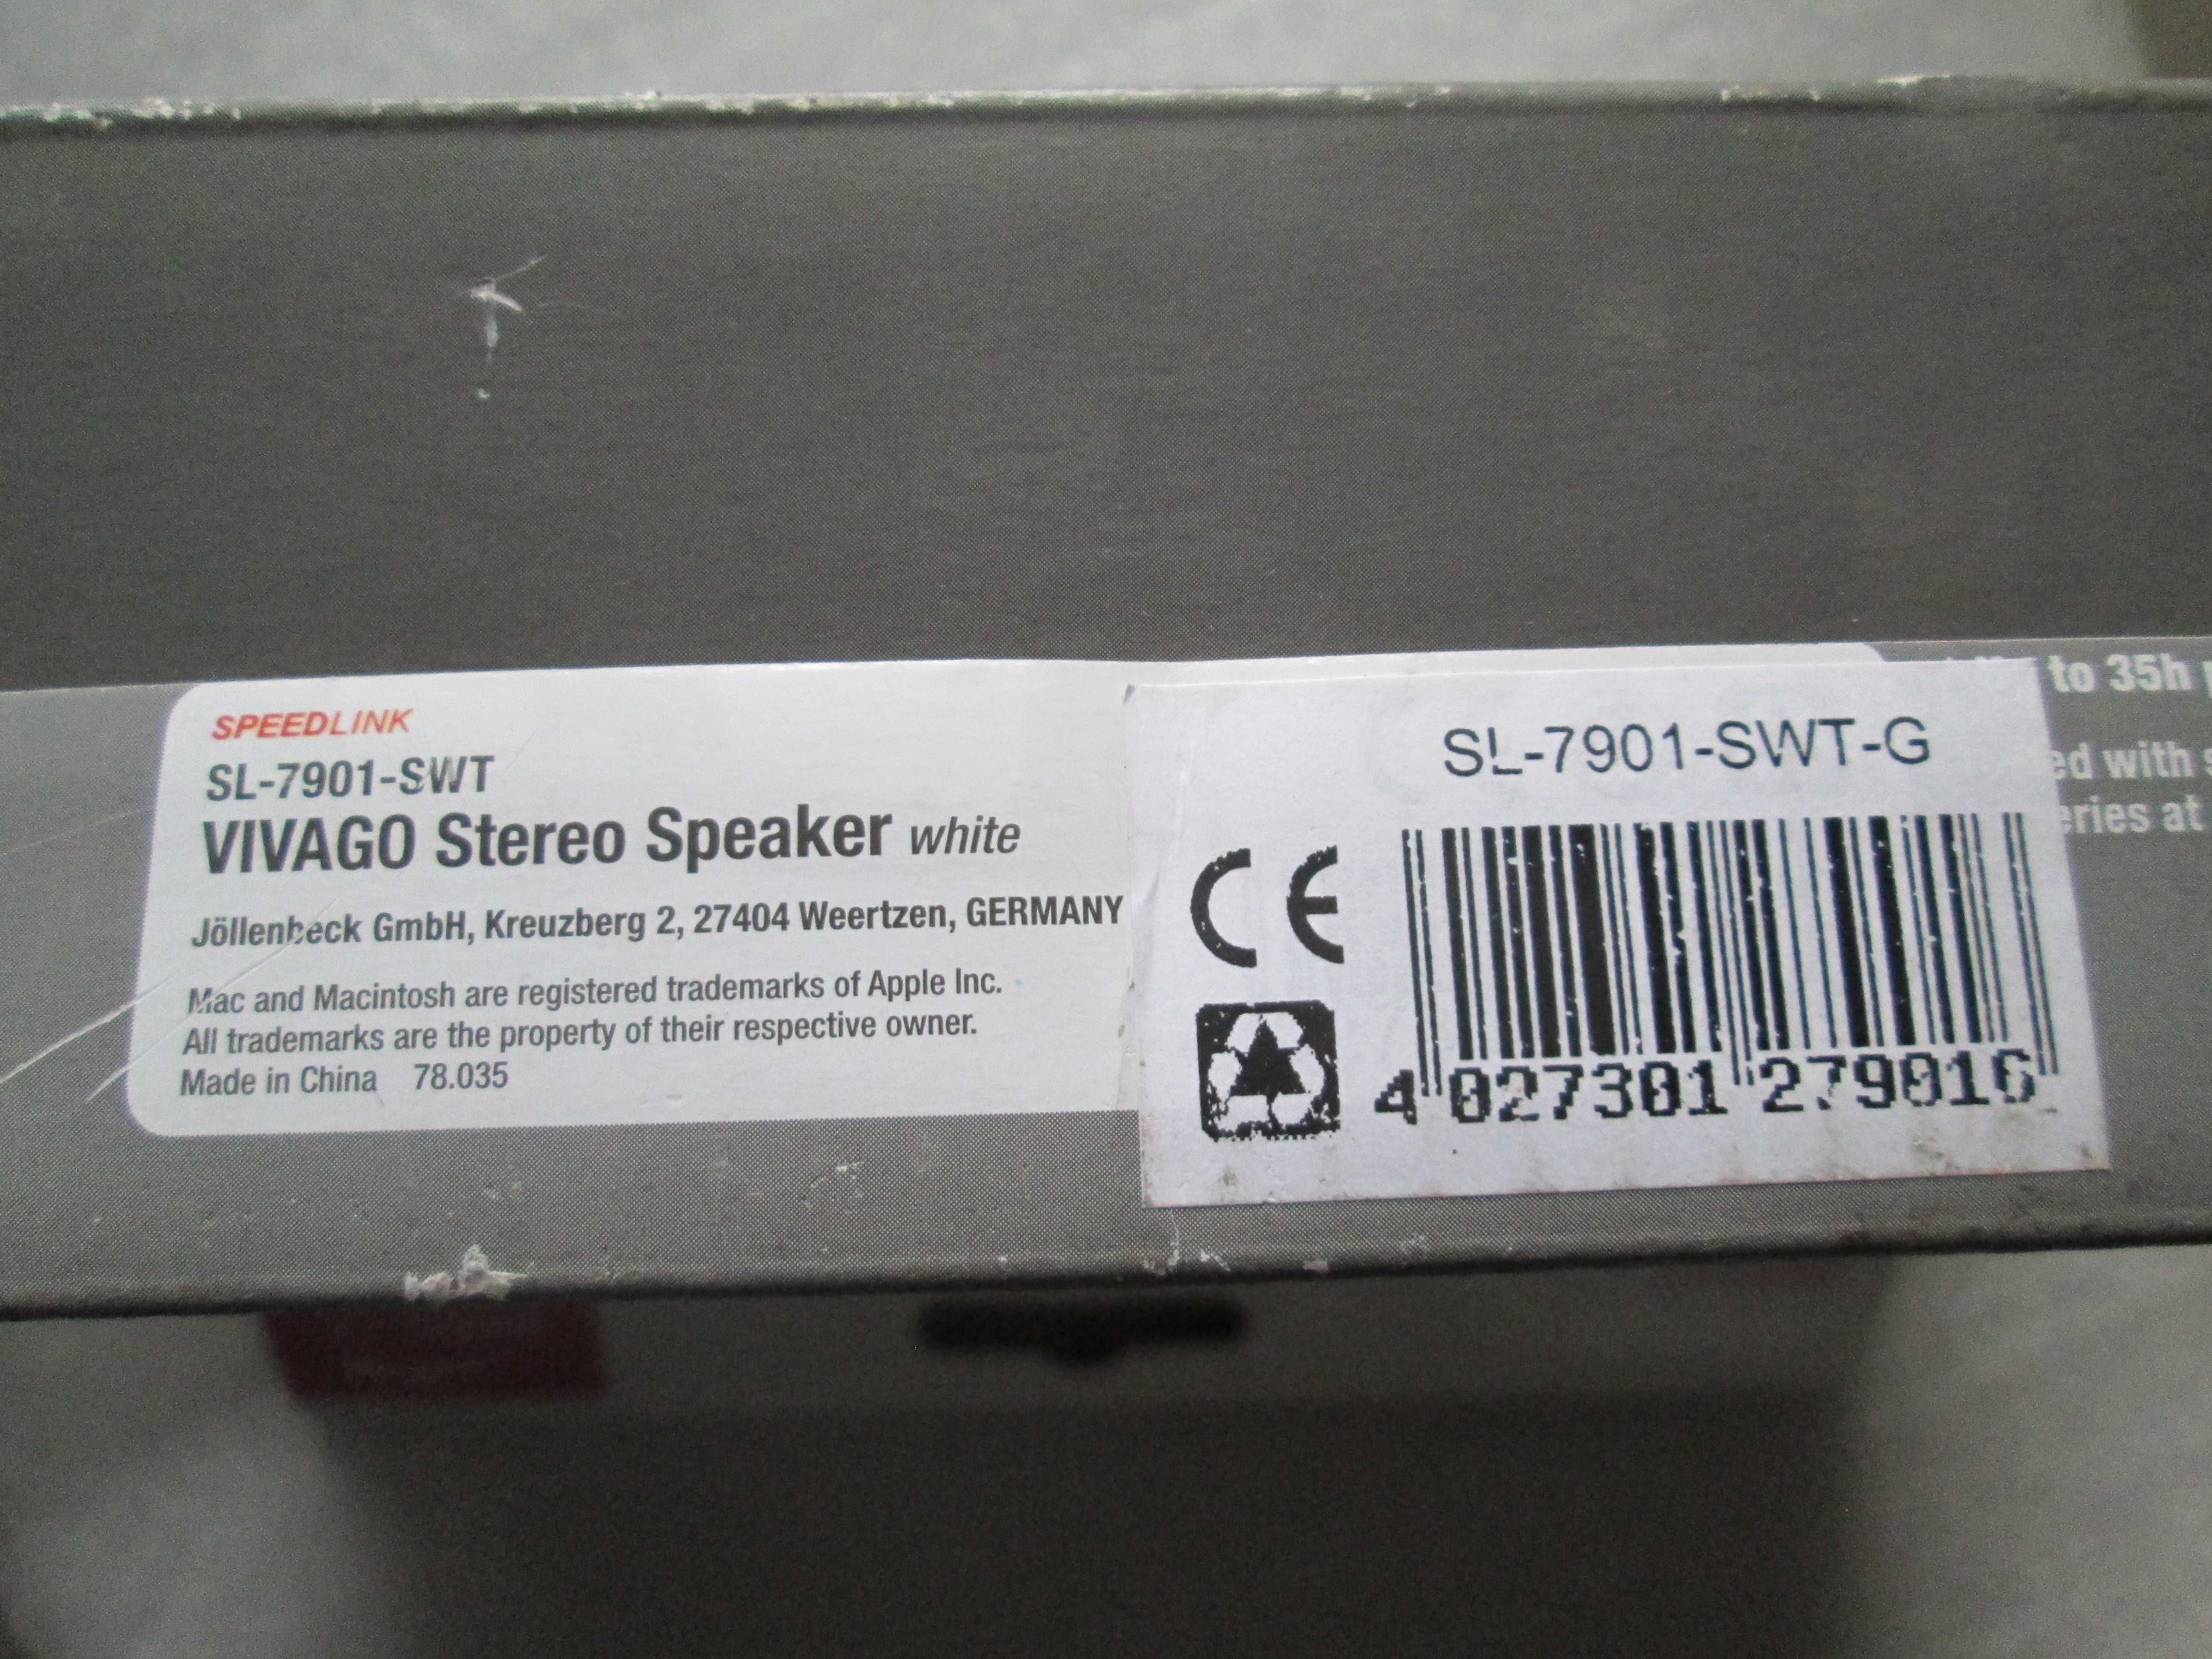 SPEEDLINK
SL-7901-SWT
VIVAGO Stereo Speaker white
Jöllenbeck GmbH, Kreuzberg 2, 27404 Weertzen, GERMANY
Mac and Macintosh are registered trademarks of Apple Inc.
All trademarks are the property of their respective owner.
Made in China 78.035
SL-7901-SWT-G
CE
4 027301 279016
to 35h
ed with
eries at